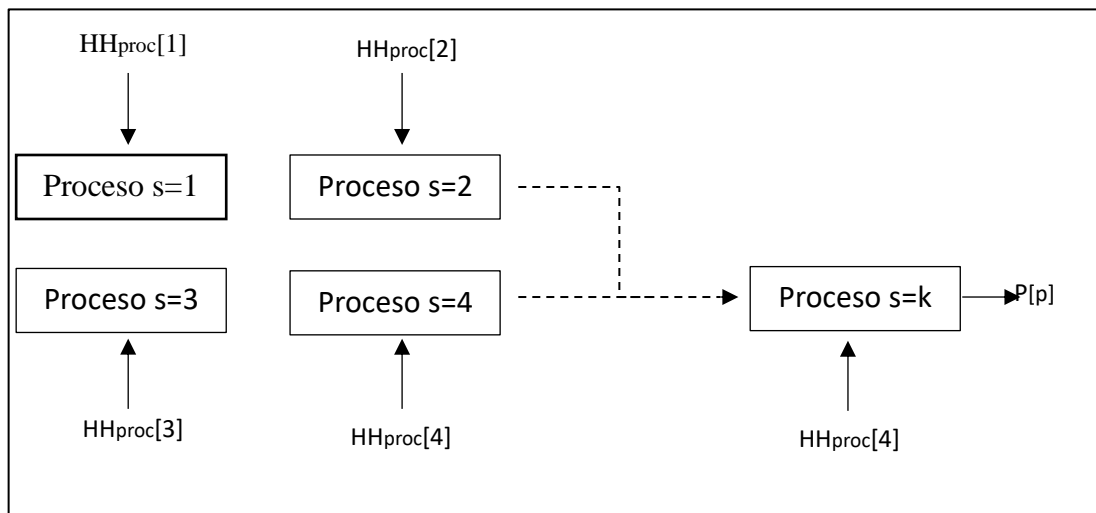 HHproc[1]
HHproc[2]
Proceso s=1
Proceso s=2
Proceso s=3
Proceso s=4
Proceso s=k
P[p]
HHproc[3]
HHproc[4]
HHproc[4]